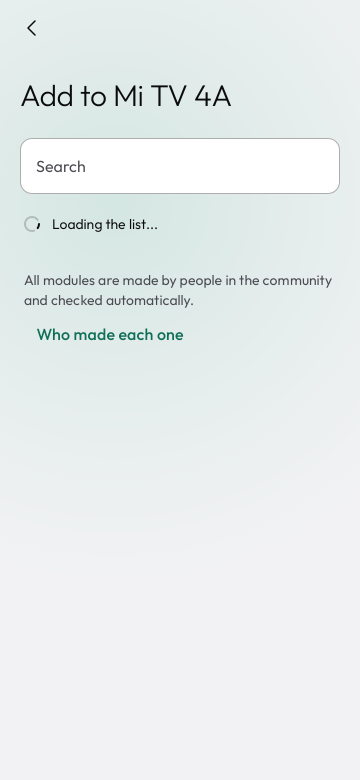 Add to Mi TV 4A
Search
Loading the list...
All modules are made by people in the community
and checked automatically.
Who made each one